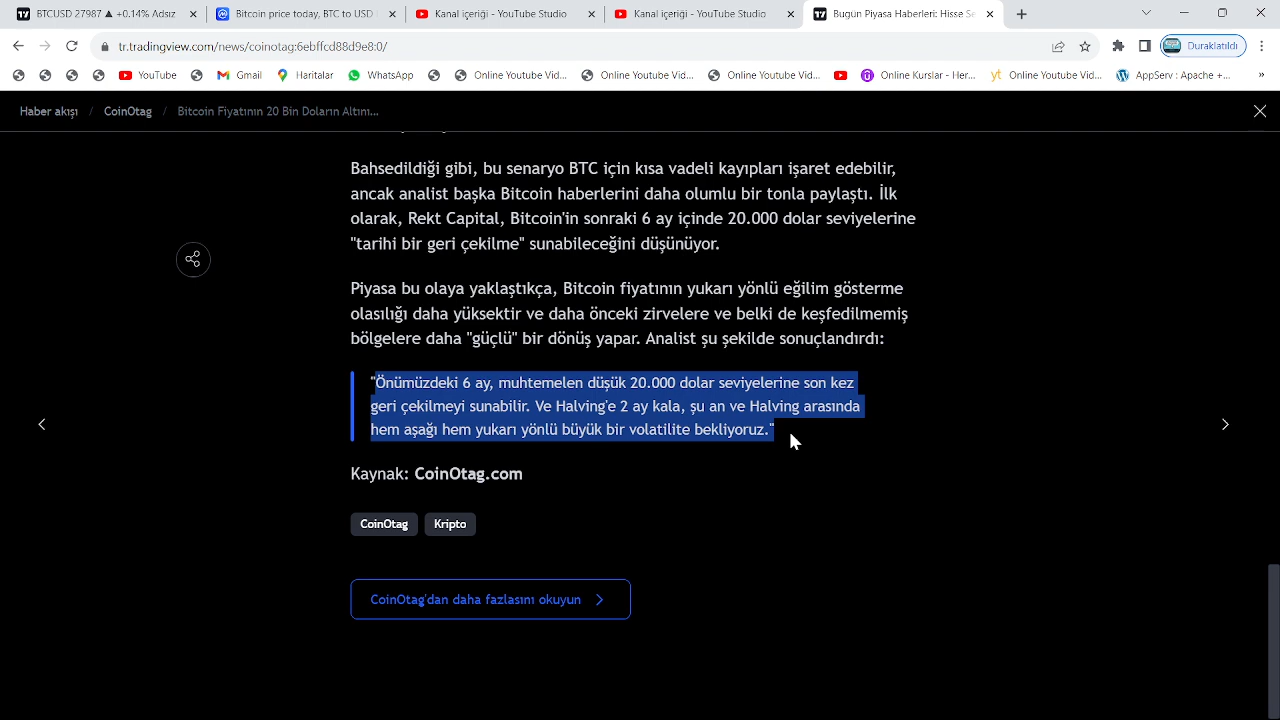 BTCUSD 27987 ▲ +0.14% Adsız
Bitcoin price today, BTC to USD
Kanal içeriği - YouTube Studio
Kanal içeriği - YouTube Studio
Bugün Piyasa Haberleri: Hisse Se
tr.tradingview.com/news/coinotag:6ebffcd88d9e8:0/
Duraklatıldı
YouTube
Gmail
Haritalar
WhatsApp
Online Youtube Vid...
Online Youtube Vid...
Online Youtube Vid...
Online Kurslar - Her...
Online Youtube Vid...
AppServ : Apache +...
»
Haber akışı / CoinOtag / Bitcoin Fiyatının 20 Bin Doların Altını...
Bahsedildiği gibi, bu senaryo BTC için kısa vadeli kayıpları işaret edebilir,
ancak analist başka Bitcoin haberlerini daha olumlu bir tonla paylaştı. İlk
olarak, Rekt Capital, Bitcoin'in sonraki 6 ay içinde 20.000 dolar seviyelerine
"tarihi bir geri çekilme" sunabileceğini düşünüyor.
Piyasa bu olaya yaklaştıkça, Bitcoin fiyatının yukarı yönlü eğilim gösterme
olasılığı daha yüksektir ve daha önceki zirvelere ve belki de keşfedilmemiş
bölgelere daha "güçlü" bir dönüş yapar. Analist şu şekilde sonuçlandırdı:
"Önümüzdeki 6 ay, muhtemelen düşük 20.000 dolar seviyelerine son kez
geri çekilmeyi sunabilir. Ve Halving'e 2 ay kala, şu an ve Halving arasında
hem aşağı hem yukarı yönlü büyük bir volatilite bekliyoruz."
Kaynak: CoinOtag.com
CoinOtag
Kripto
CoinOtag'dan daha fazlasını okuyun